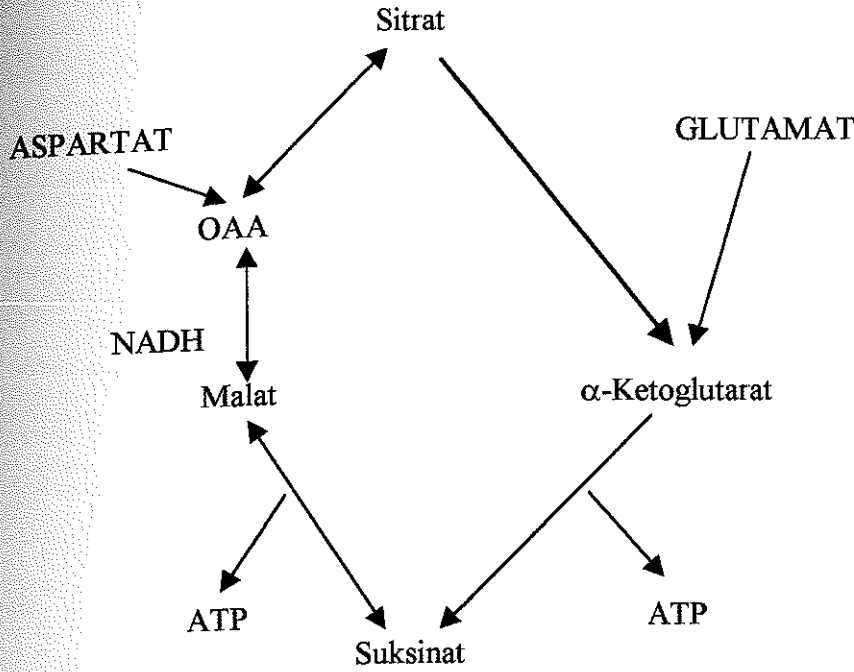 Sitrat
ASPARTAT
GLUTAMAT
OAA
NADH
Malat
α-Ketoglutarat
ATP
ATP
Suksinat